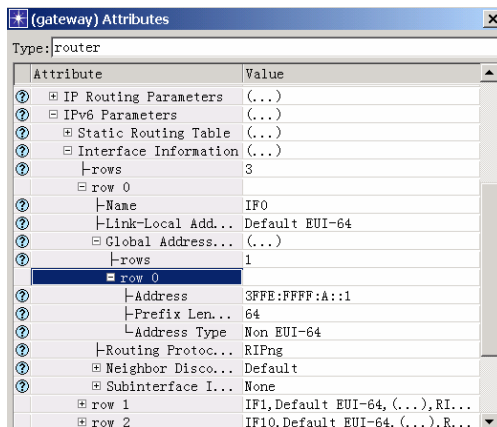 (gateway) Attributes
Type: router
Attribute Value
IP Routing Parameters (...)
IPv6 Parameters (...)
Static Routing Table (...)
Interface Information (...)
rows 3
row 0
Name IF0
Link-Local Add... Default EUI-64
Global Address... (...)
rows 1
row 0
Address 3FFE:FFFF:A::1
Prefix Len... 64
Address Type Non EUI-64
Routing Protoc... RIPng
Neighbor Disco... Default
Subinterface I... None
row 1 IF1,Default EUI-64,(...),RI...
row 2 IF10,Default EUI-64,(...),R...